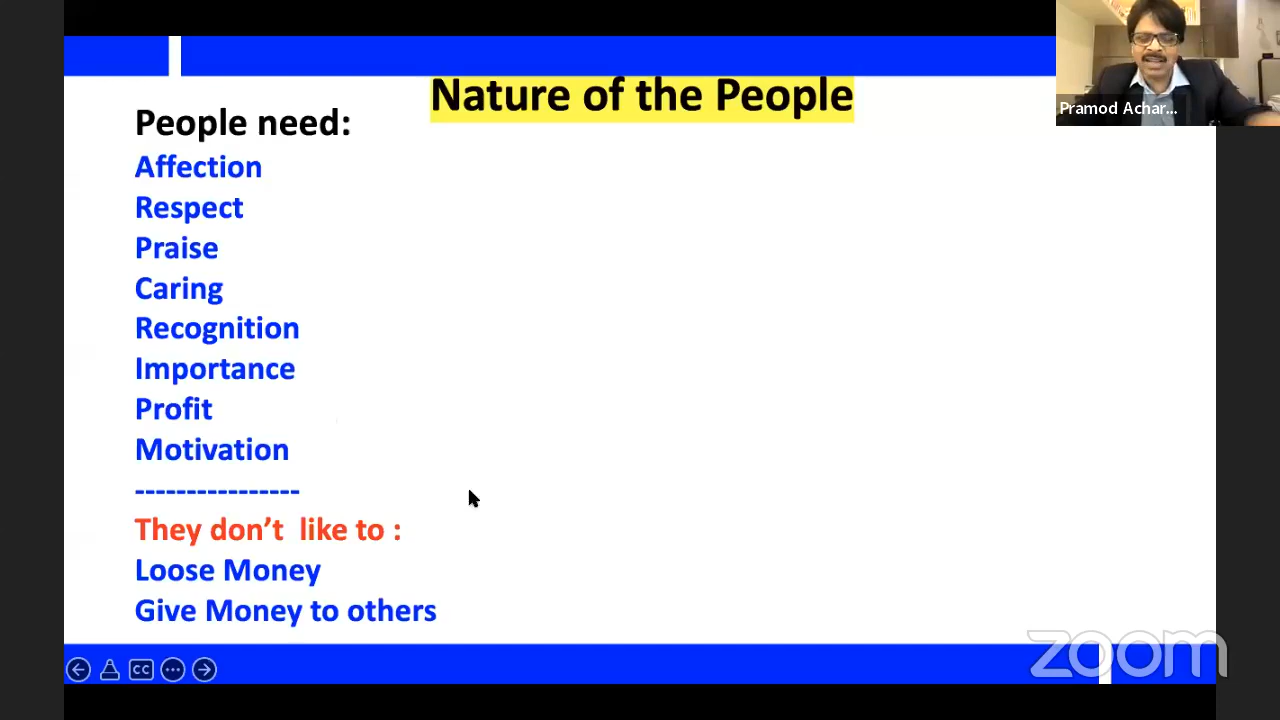 Nature of the People
People need:
Affection
Respect
Praise
Caring
Recognition
Importance
Profit
Motivation
----------------
They don’t  like to :
Loose Money
Give Money to others
Pramod Achar...
CC
zoom